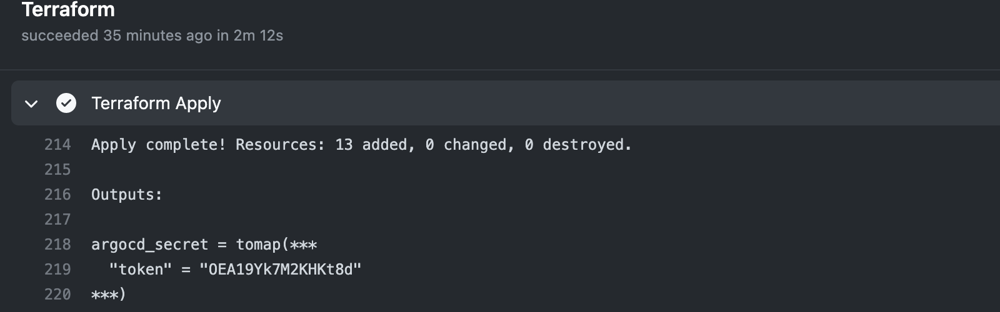 Terraform
succeeded 35 minutes ago in 2m 12s
Terraform Apply
214 Apply complete! Resources: 13 added, 0 changed, 0 destroyed.
215
216 Outputs:
217
218 argocd_secret = tomap(***
219 "token" = "OEA19Yk7M2KHKt8d"
220 ***)